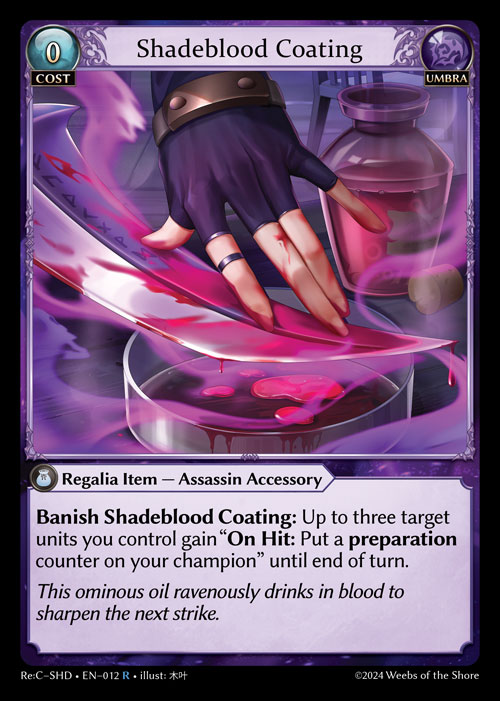 0
COST
Shadeblood Coating
UMBRA
Regalia Item — Assassin Accessory
Banish Shadeblood Coating: Up to three target
units you control gain “On Hit: Put a preparation
counter on your champion” until end of turn.
This ominous oil ravenously drinks in blood to
sharpen the next strike.
Re:C–SHD • EN–012 R • illust: 木叶
©2024 Weebs of the Shore